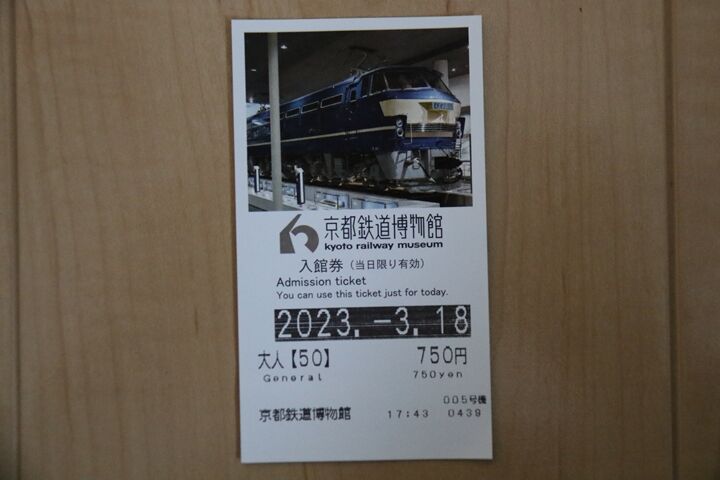 京都鉄道博物館
kyoto railway museum
入館券（当日限り有効）
Admission ticket
You can use this ticket just for today.
2023.-3.18
大人【50】 750円
General 750yen
005号機
京都鉄道博物館 17:43 0439